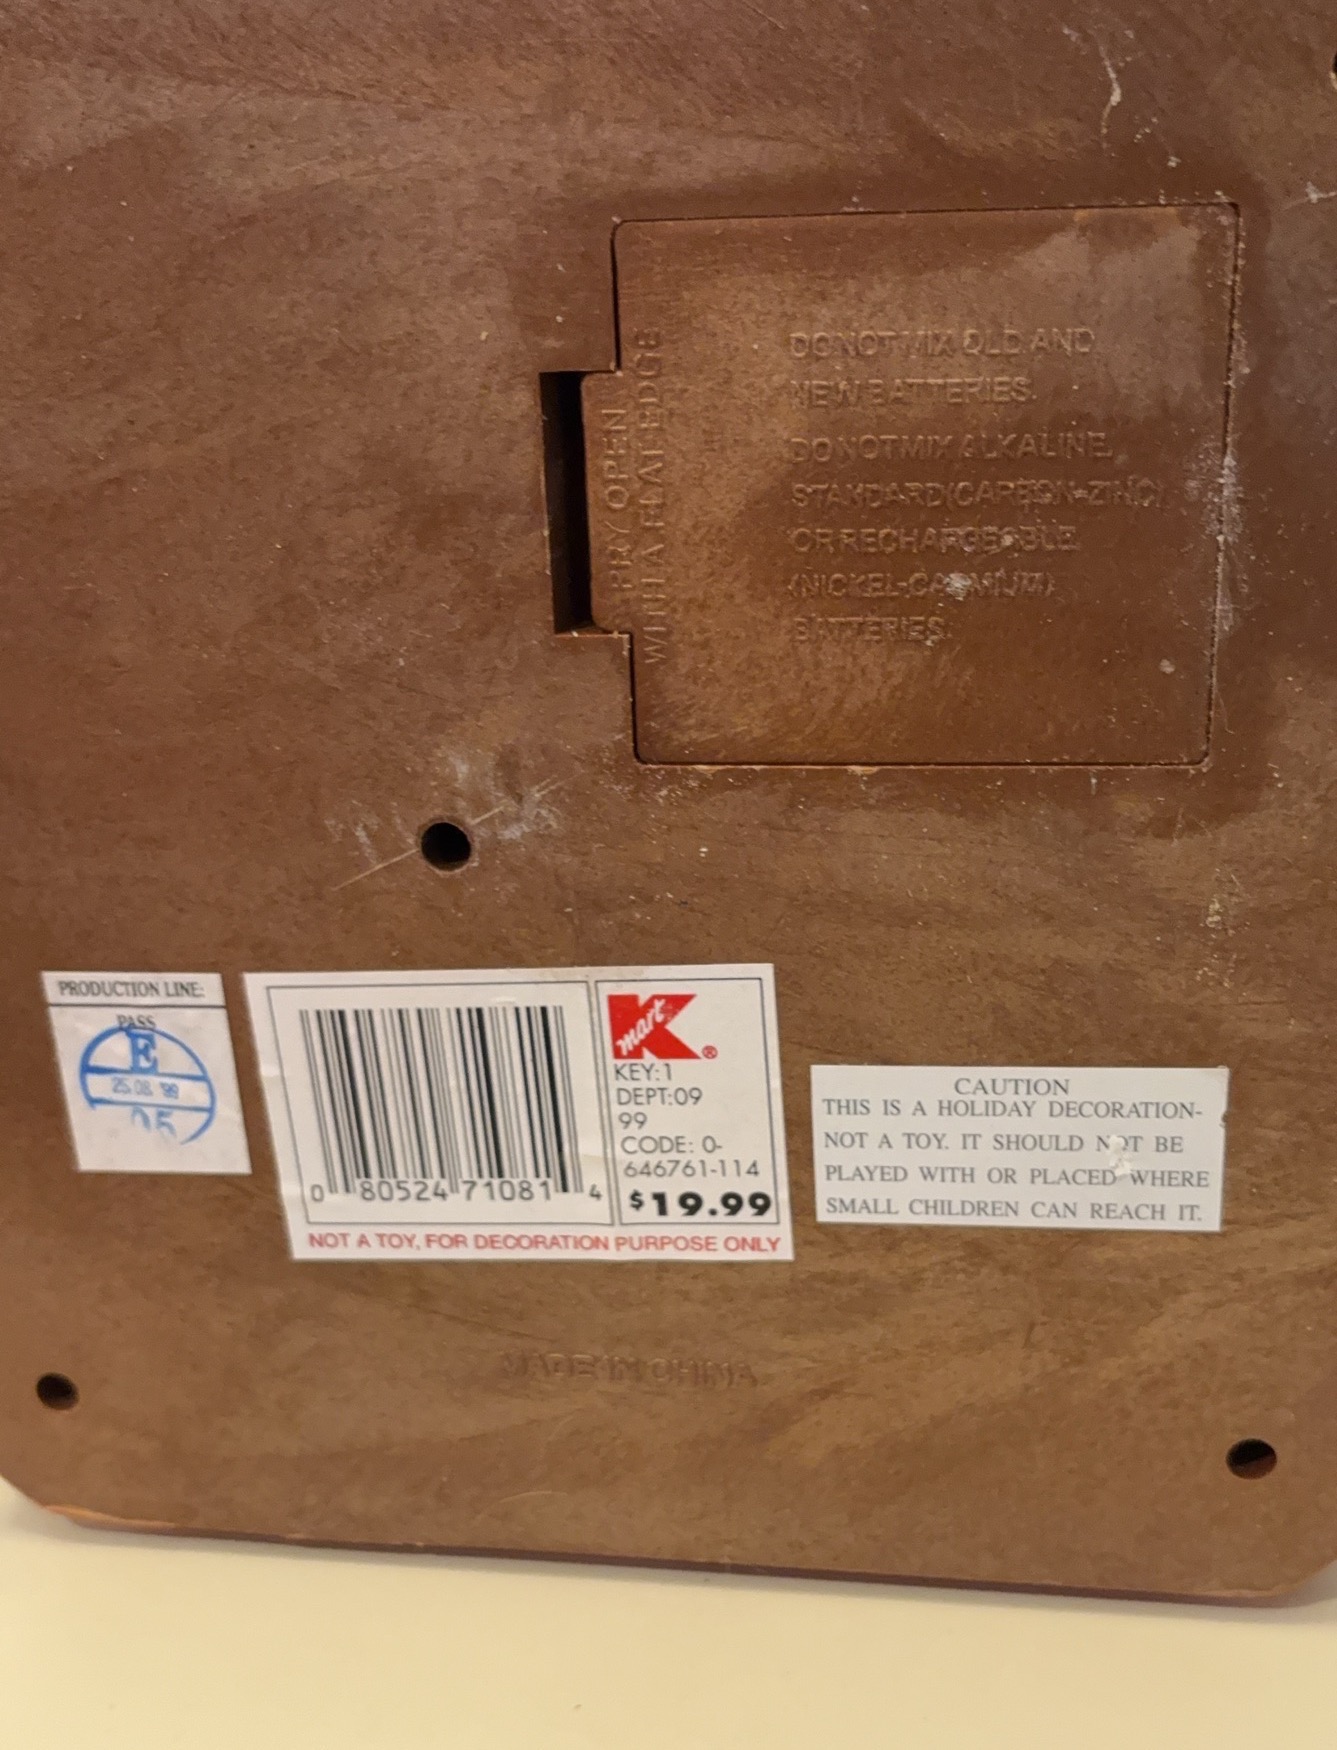 DO NOT MIX OLD AND
NEW BATTERIES.
DO NOT MIX ALKALINE,
STANDARD (CARBON-ZINC)
OR RECHARGEABLE
(NICKEL-CADMIUM)
BATTERIES.
PRY OPEN
WITH A FLAT EDGE
PRODUCTION LINE:
PASS
E
25.08.'99
05
0 80524 71081 4
Kmart®
KEY:1
DEPT:09
99
CODE: 0-
646761-114
$19.99
NOT A TOY, FOR DECORATION PURPOSE ONLY
CAUTION
THIS IS A HOLIDAY DECORATION-
NOT A TOY. IT SHOULD NOT BE
PLAYED WITH OR PLACED WHERE
SMALL CHILDREN CAN REACH IT.
MADE IN CHINA